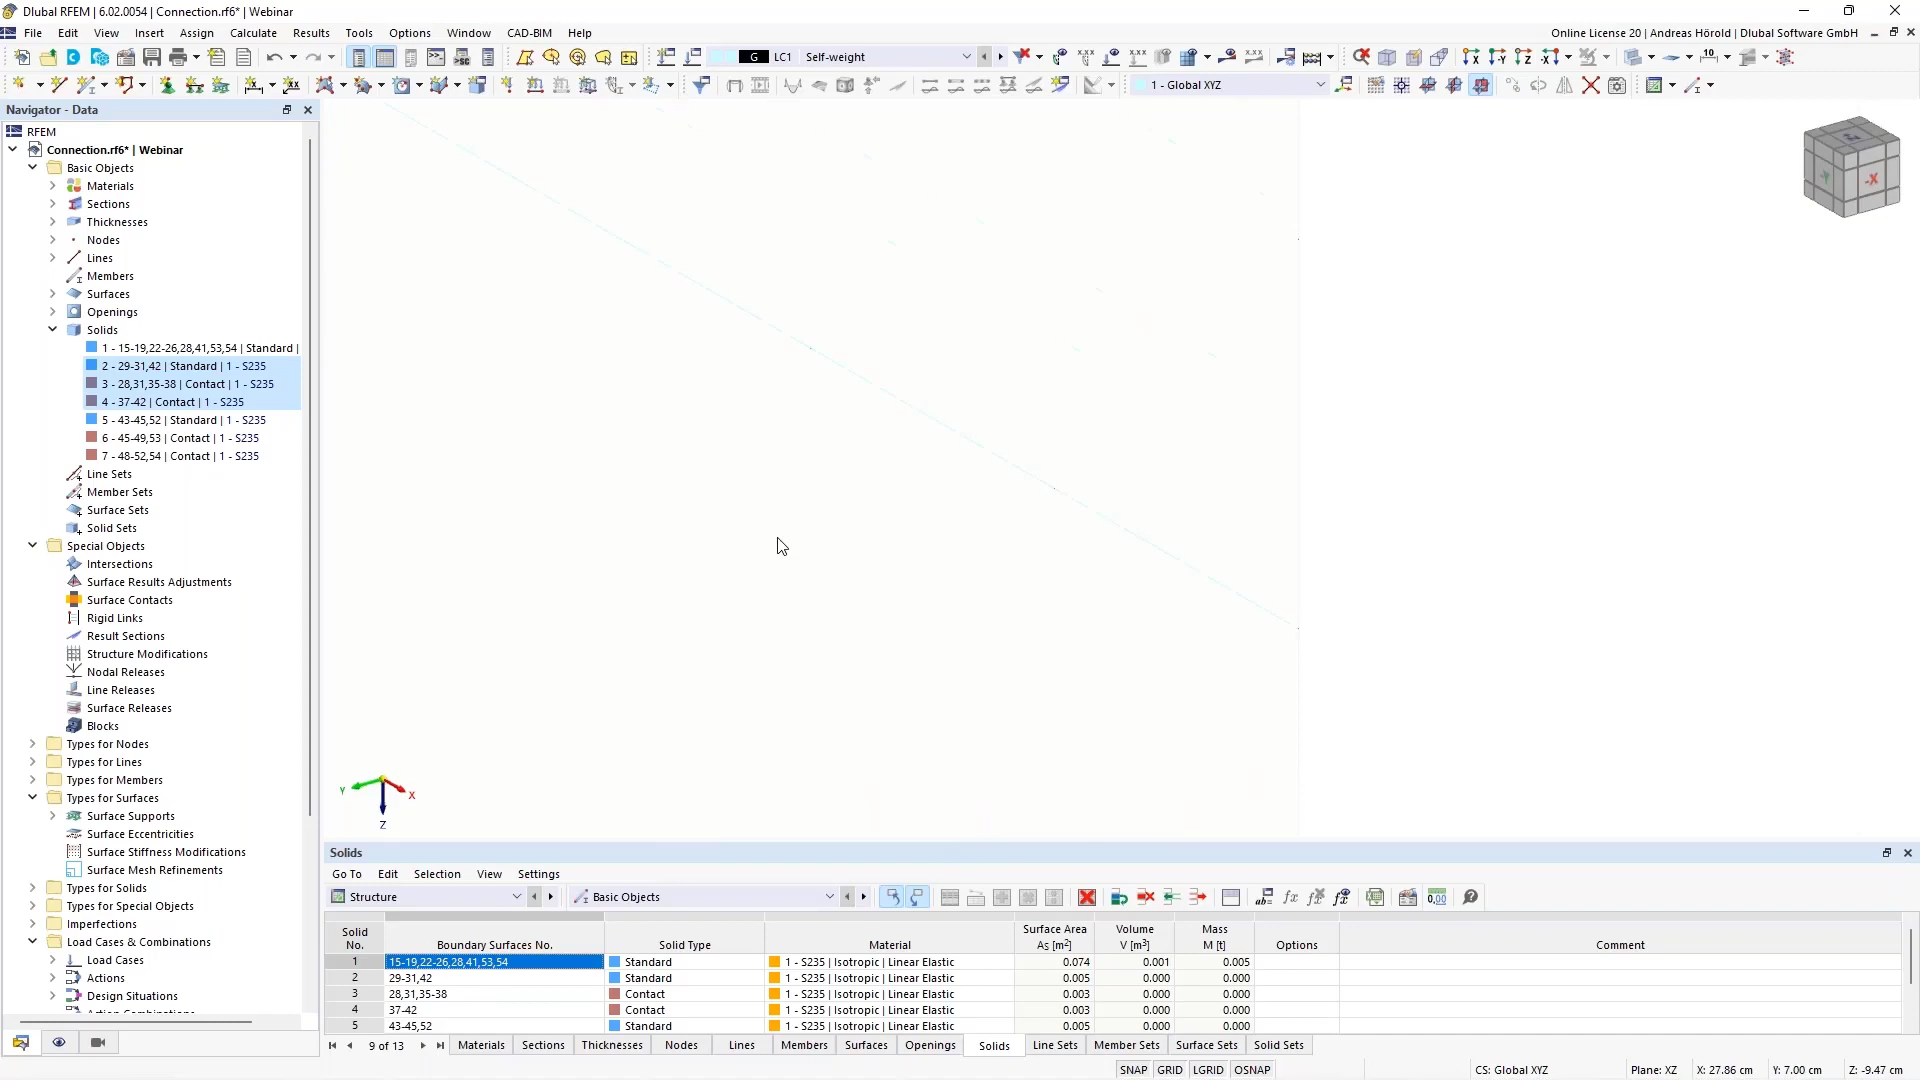 Dlubal RFEM | 6.02.0054 | Connection.rf6* | Webinar
File Edit View Insert Assign Calculate Results Tools Options Window CAD-BIM Help
Online License 20 | Andreas Hörold | Dlubal Software GmbH
G LC1 Self-weight
1 - Global XYZ
Navigator - Data
RFEM
Connection.rf6* | Webinar
Basic Objects
Materials
Sections
Thicknesses
Nodes
Lines
Members
Surfaces
Openings
Solids
1 - 15-19,22-26,28,41,53,54 | Standard |
2 - 29-31,42 | Standard | 1 - S235
3 - 28,31,35-38 | Contact | 1 - S235
4 - 37-42 | Contact | 1 - S235
5 - 43-45,52 | Standard | 1 - S235
6 - 45-49,53 | Contact | 1 - S235
7 - 48-52,54 | Contact | 1 - S235
Line Sets
Member Sets
Surface Sets
Solid Sets
Special Objects
Intersections
Surface Results Adjustments
Surface Contacts
Rigid Links
Result Sections
Structure Modifications
Nodal Releases
Line Releases
Surface Releases
Blocks
Types for Nodes
Types for Lines
Types for Members
Types for Surfaces
Surface Supports
Surface Eccentricities
Surface Stiffness Modifications
Surface Mesh Refinements
Types for Solids
Types for Special Objects
Imperfections
Load Cases & Combinations
Load Cases
Actions
Design Situations
-Y -X
Y X
Z
Solids
Go To Edit Selection View Settings
Structure Basic Objects
Solid No. Boundary Surfaces No. Solid Type Material Surface Area As [m²] Volume V [m³] Mass M [t] Options Comment
1 15-19,22-26,28,41,53,54 Standard 1 - S235 | Isotropic | Linear Elastic 0.074 0.001 0.005
2 29-31,42 Standard 1 - S235 | Isotropic | Linear Elastic 0.005 0.000 0.000
3 28,31,35-38 Contact 1 - S235 | Isotropic | Linear Elastic 0.003 0.000 0.000
4 37-42 Contact 1 - S235 | Isotropic | Linear Elastic 0.003 0.000 0.000
5 43-45,52 Standard 1 - S235 | Isotropic | Linear Elastic 0.005 0.000 0.000
9 of 13 Materials Sections Thicknesses Nodes Lines Members Surfaces Openings Solids Line Sets Member Sets Surface Sets Solid Sets
SNAP GRID LGRID OSNAP CS: Global XYZ Plane: XZ X: 27.86 cm Y: 7.00 cm Z: -9.47 cm